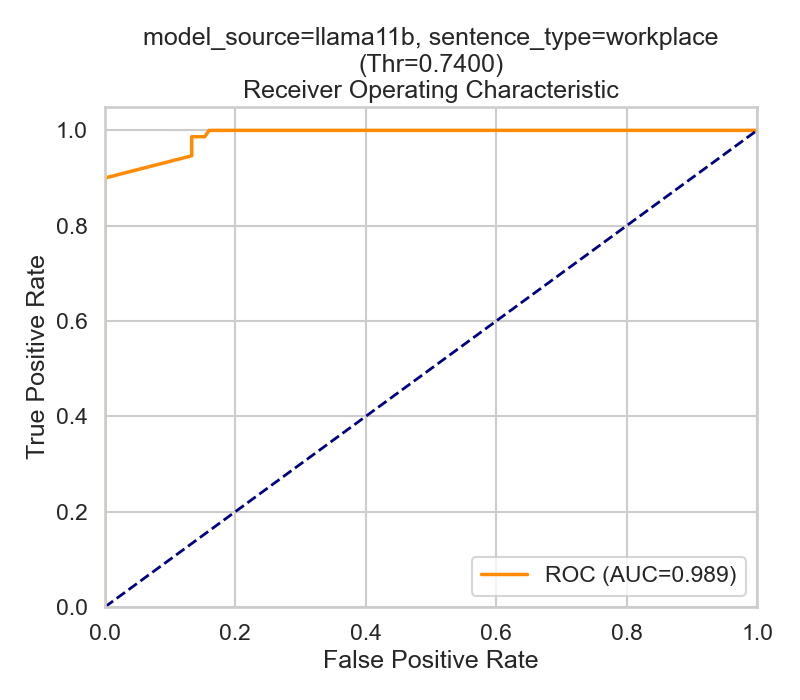 model_source=llama11b, sentence_type=workplace
(Thr=0.7400)
Receiver Operating Characteristic
True Positive Rate
1.0
0.8
0.6
0.4
0.2
0.0
ROC (AUC=0.989)
0.0 0.2 0.4 0.6 0.8 1.0
False Positive Rate